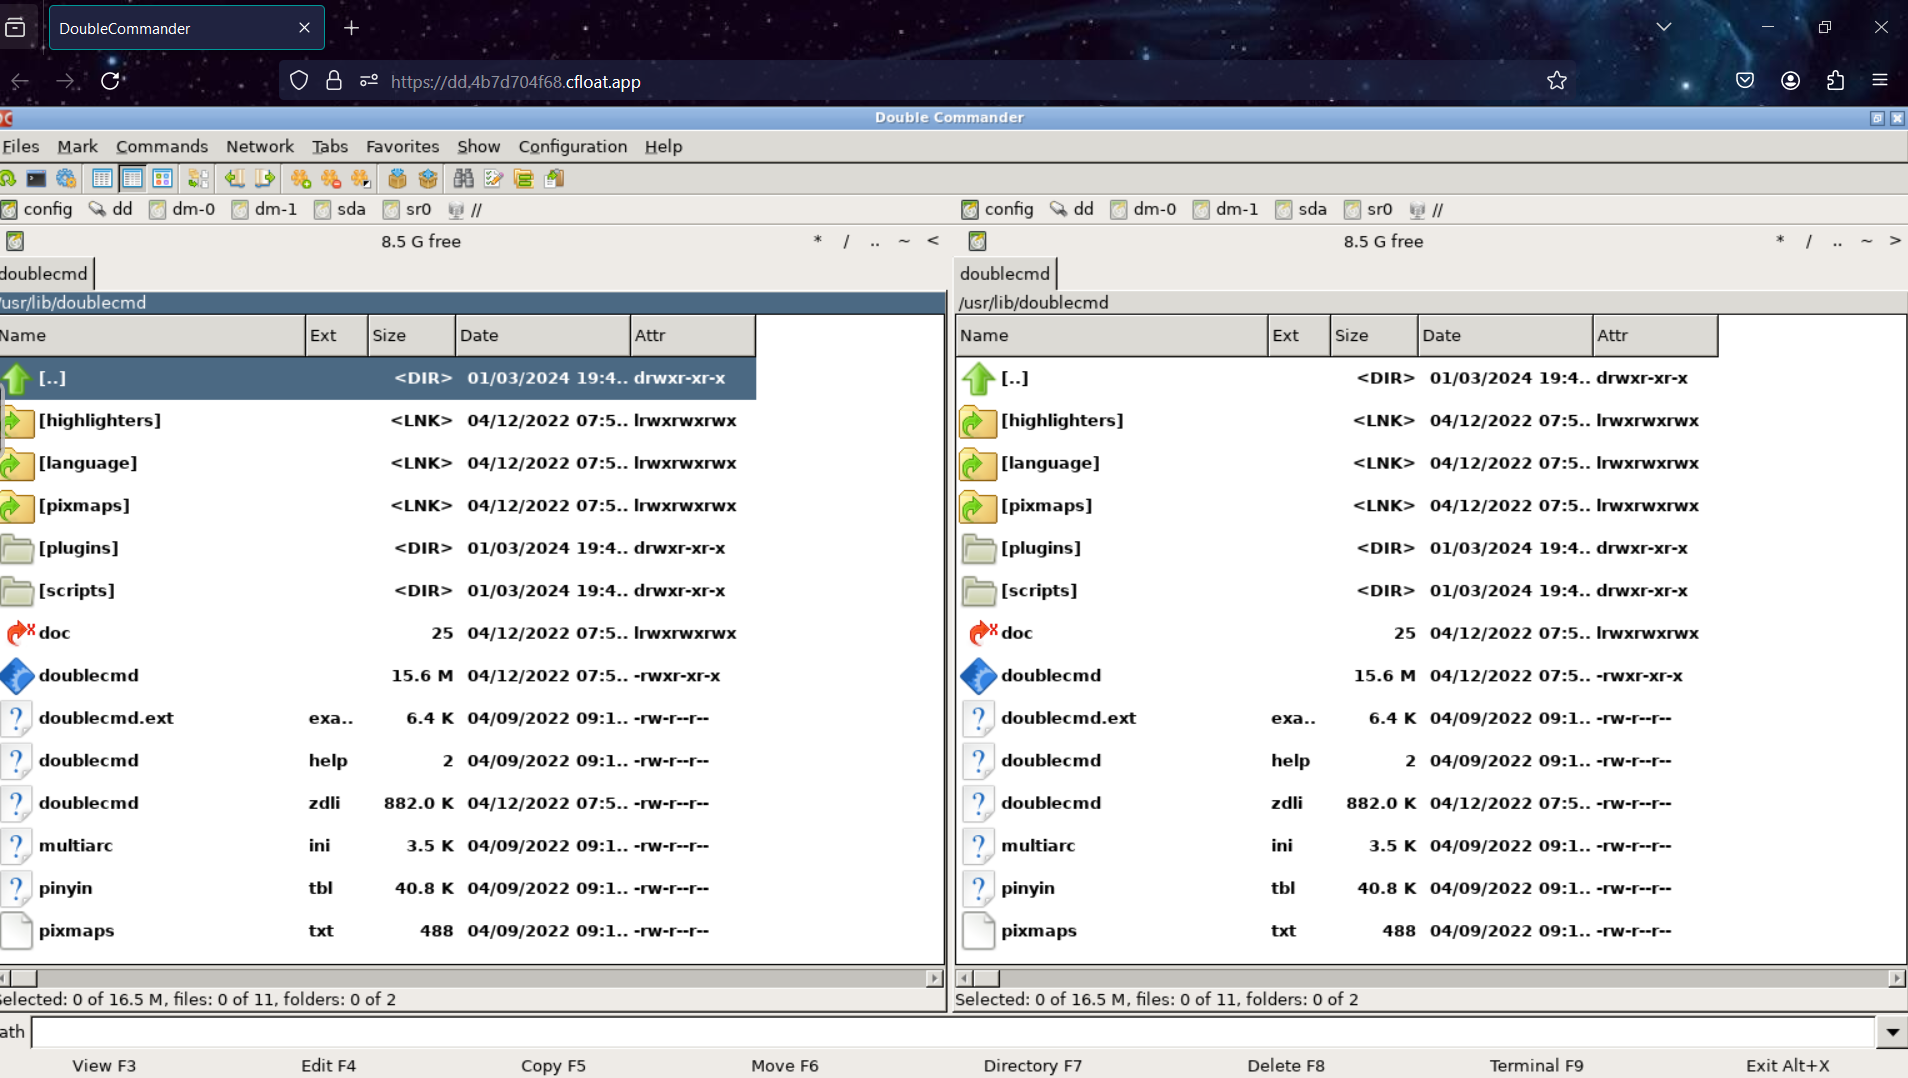 DoubleCommander
https://dd.4b7d704f68.cfloat.app
Double Commander
Files Mark Commands Network Tabs Favorites Show Configuration Help
config dd dm-0 dm-1 sda sr0 // config dd dm-0 dm-1 sda sr0 //
8.5 G free * / .. ~ < 8.5 G free * / .. ~ >
doublecmd doublecmd
/usr/lib/doublecmd /usr/lib/doublecmd
Name Ext Size Date Attr Name Ext Size Date Attr
[..] <DIR> 01/03/2024 19:4.. drwxr-xr-x [..] <DIR> 01/03/2024 19:4.. drwxr-xr-x
[highlighters] <LNK> 04/12/2022 07:5.. lrwxrwxrwx [highlighters] <LNK> 04/12/2022 07:5.. lrwxrwxrwx
[language] <LNK> 04/12/2022 07:5.. lrwxrwxrwx [language] <LNK> 04/12/2022 07:5.. lrwxrwxrwx
[pixmaps] <LNK> 04/12/2022 07:5.. lrwxrwxrwx [pixmaps] <LNK> 04/12/2022 07:5.. lrwxrwxrwx
[plugins] <DIR> 01/03/2024 19:4.. drwxr-xr-x [plugins] <DIR> 01/03/2024 19:4.. drwxr-xr-x
[scripts] <DIR> 01/03/2024 19:4.. drwxr-xr-x [scripts] <DIR> 01/03/2024 19:4.. drwxr-xr-x
doc 25 04/12/2022 07:5.. lrwxrwxrwx doc 25 04/12/2022 07:5.. lrwxrwxrwx
doublecmd 15.6 M 04/12/2022 07:5.. -rwxr-xr-x doublecmd 15.6 M 04/12/2022 07:5.. -rwxr-xr-x
doublecmd.ext exa.. 6.4 K 04/09/2022 09:1.. -rw-r--r-- doublecmd.ext exa.. 6.4 K 04/09/2022 09:1.. -rw-r--r--
doublecmd help 2 04/09/2022 09:1.. -rw-r--r-- doublecmd help 2 04/09/2022 09:1.. -rw-r--r--
doublecmd zdli 882.0 K 04/12/2022 07:5.. -rw-r--r-- doublecmd zdli 882.0 K 04/12/2022 07:5.. -rw-r--r--
multiarc ini 3.5 K 04/09/2022 09:1.. -rw-r--r-- multiarc ini 3.5 K 04/09/2022 09:1.. -rw-r--r--
pinyin tbl 40.8 K 04/09/2022 09:1.. -rw-r--r-- pinyin tbl 40.8 K 04/09/2022 09:1.. -rw-r--r--
pixmaps txt 488 04/09/2022 09:1.. -rw-r--r-- pixmaps txt 488 04/09/2022 09:1.. -rw-r--r--
Selected: 0 of 16.5 M, files: 0 of 11, folders: 0 of 2 Selected: 0 of 16.5 M, files: 0 of 11, folders: 0 of 2
ath
View F3 Edit F4 Copy F5 Move F6 Directory F7 Delete F8 Terminal F9 Exit Alt+X